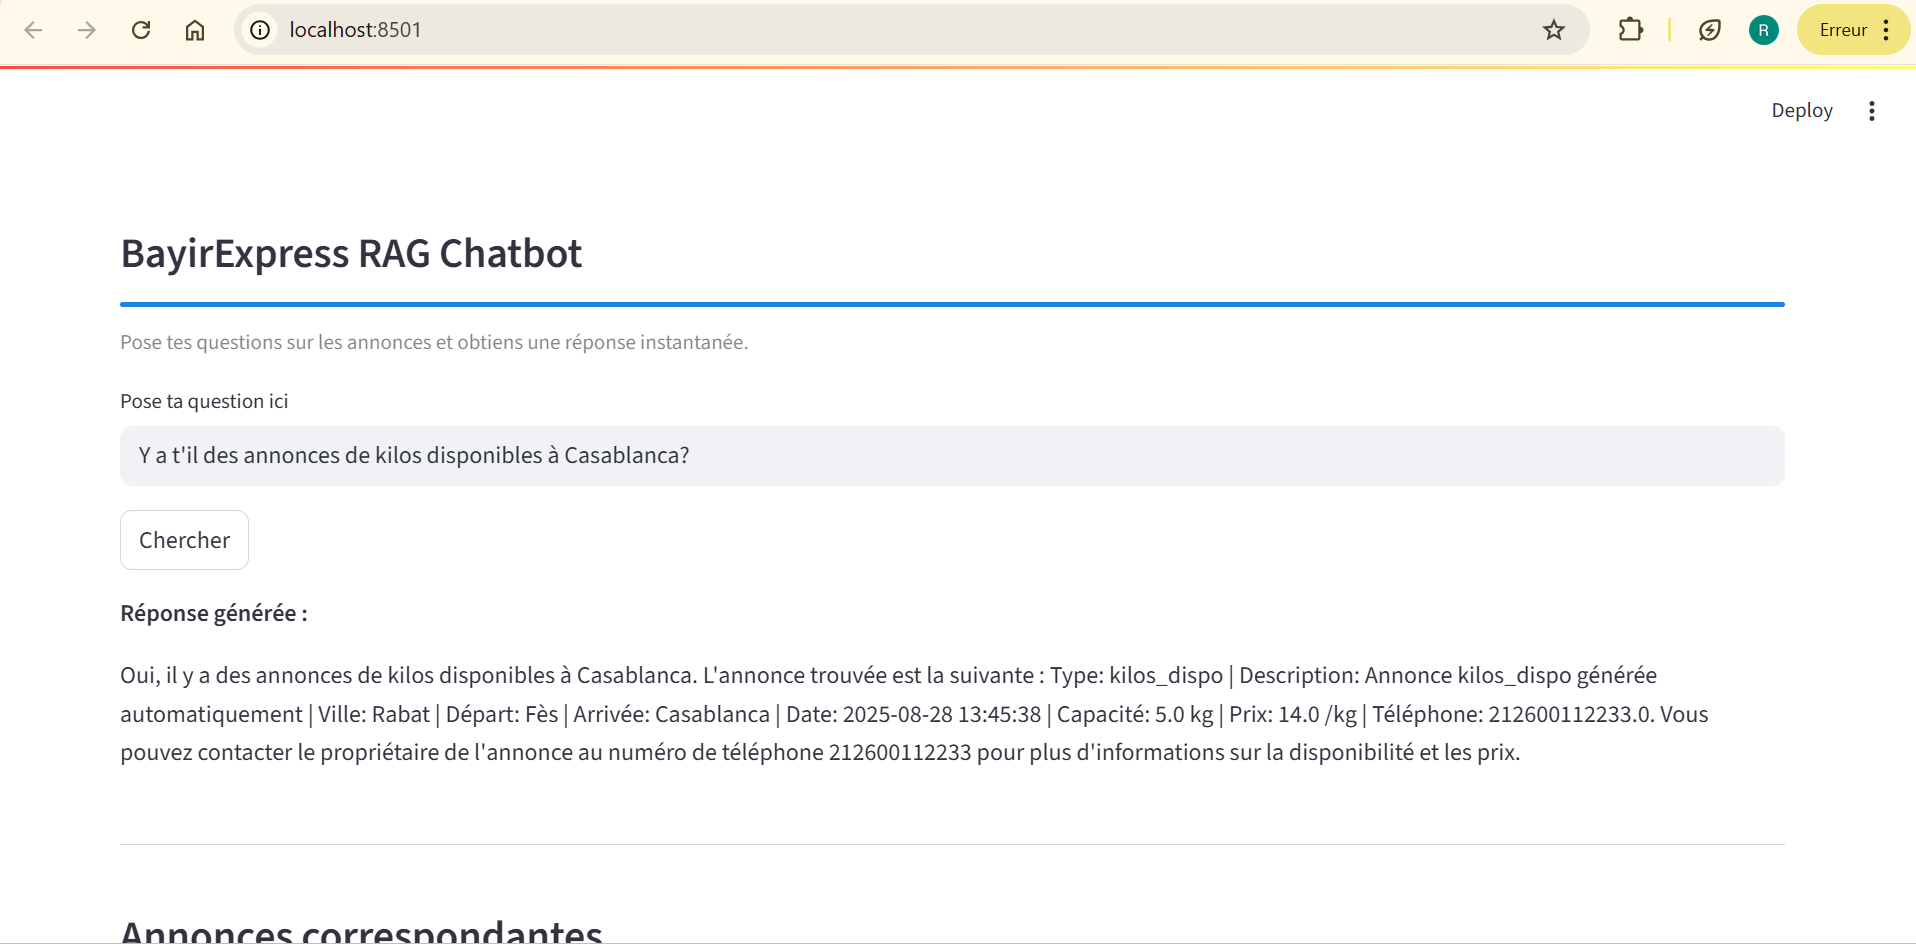 localhost:8501
R
Erreur
Deploy
BayirExpress RAG Chatbot
Pose tes questions sur les annonces et obtiens une réponse instantanée.
Pose ta question ici
Y a t'il des annonces de kilos disponibles à Casablanca?
Chercher
Réponse générée :
Oui, il y a des annonces de kilos disponibles à Casablanca. L'annonce trouvée est la suivante : Type: kilos_dispo | Description: Annonce kilos_dispo générée
automatiquement | Ville: Rabat | Départ: Fès | Arrivée: Casablanca | Date: 2025-08-28 13:45:38 | Capacité: 5.0 kg | Prix: 14.0 /kg | Téléphone: 212600112233.0. Vous
pouvez contacter le propriétaire de l'annonce au numéro de téléphone 212600112233 pour plus d'informations sur la disponibilité et les prix.
Annonces correspondantes